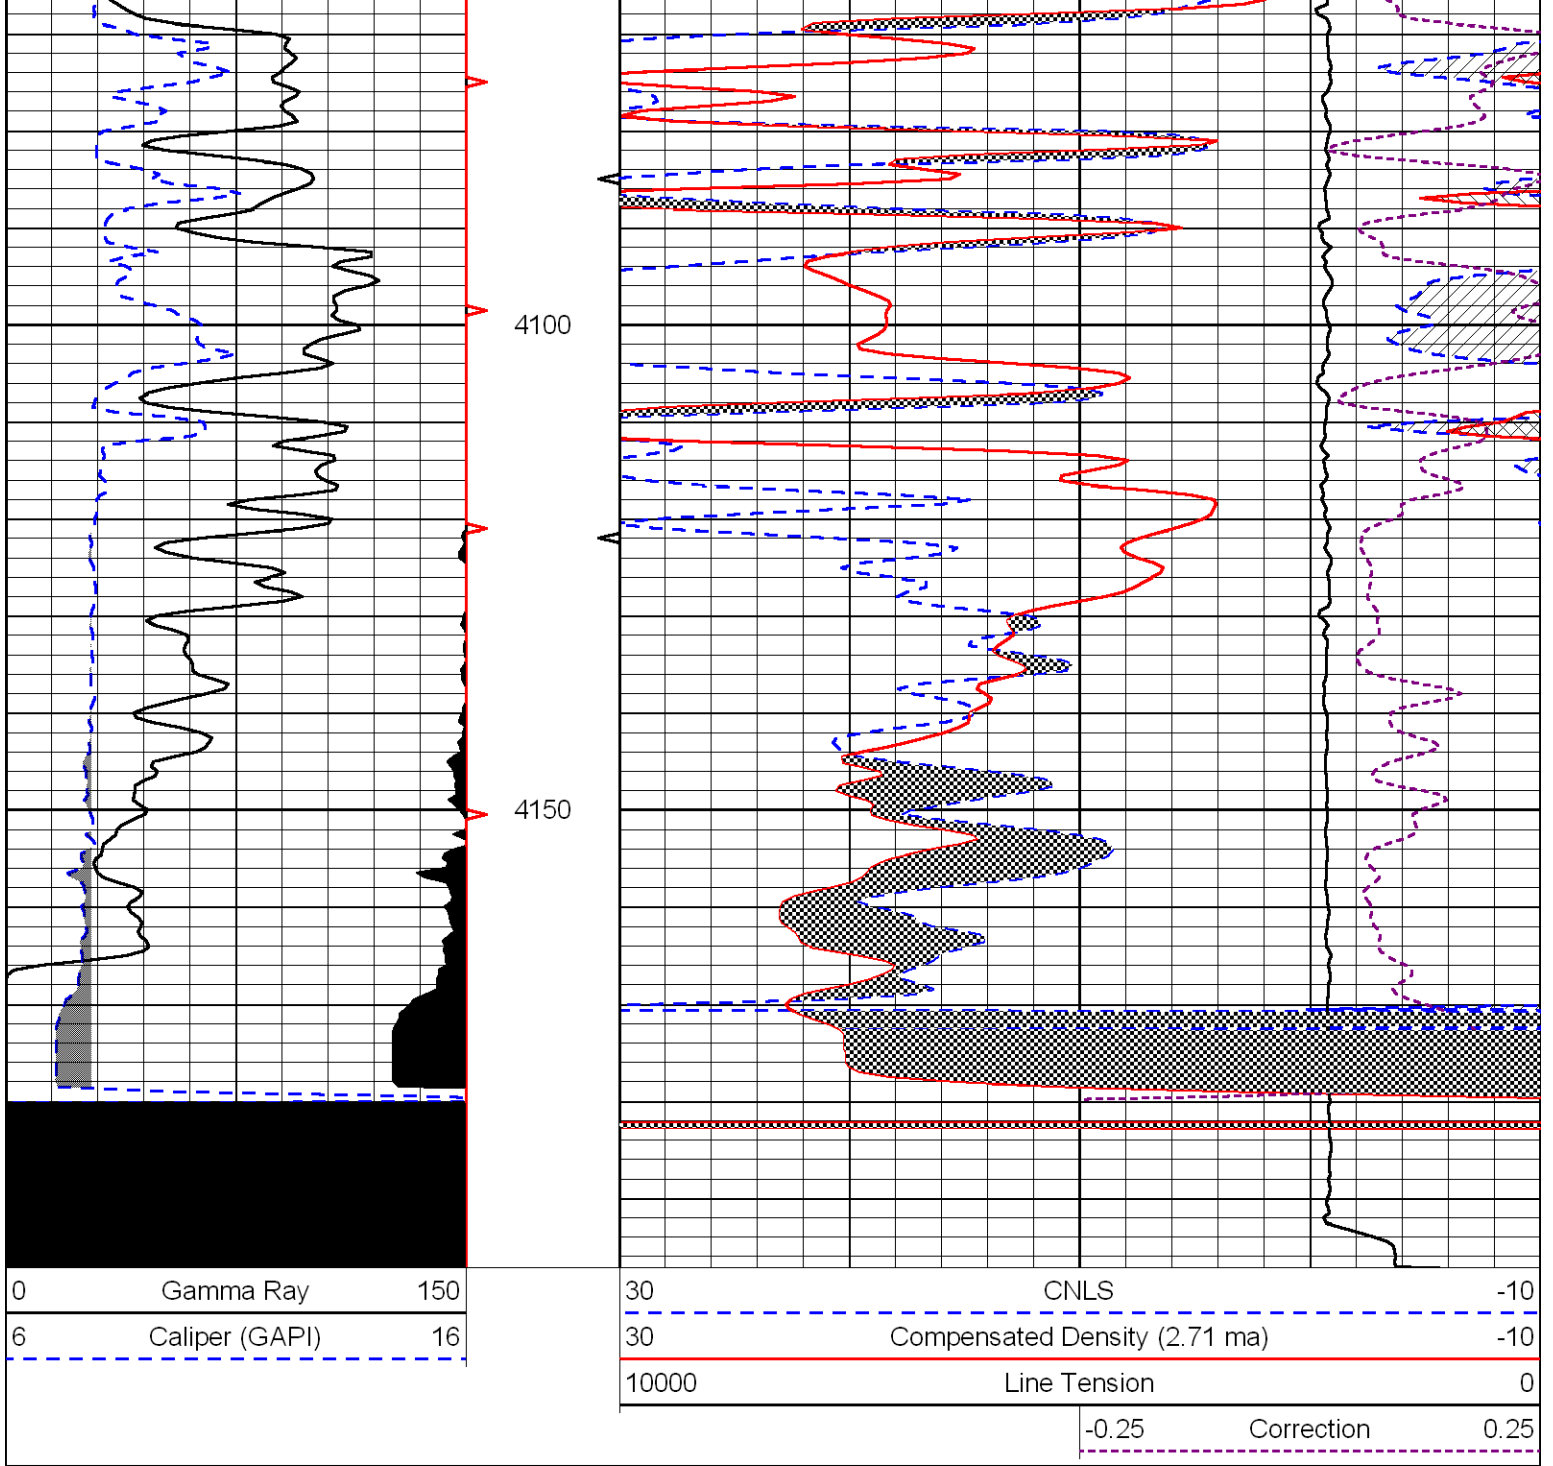 4100
4150
0 Gamma Ray 150
6 Caliper (GAPI) 16
30 CNLS -10
30 Compensated Density (2.71 ma) -10
10000 Line Tension 0
-0.25 Correction 0.25